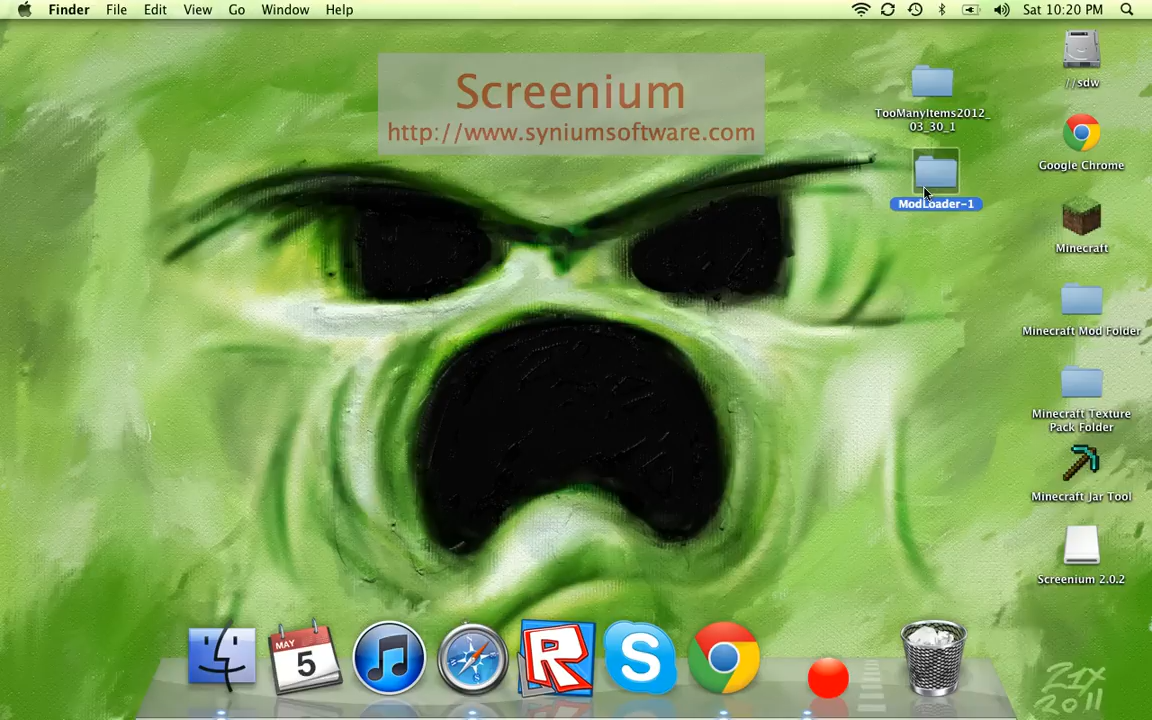 Finder File Edit View Go Window Help
Sat 10:20 PM
Screenium
http://www.syniumsoftware.com
TooManyItems2012_
03_30_1
ModLoader-1
//sdw
Google Chrome
Minecraft
Minecraft Mod Folder
Minecraft Texture
Pack Folder
Minecraft Jar Tool
Screenium 2.0.2
MAY
5
R
S
ZIX
2011